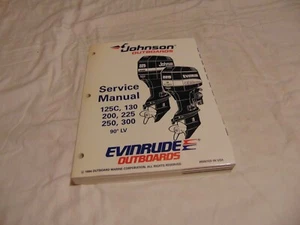 Johnson
OUTBOARDS
Service
Manual
125C, 130
200, 225
250, 300
90° LV
EVINRUDE
OUTBOARDS